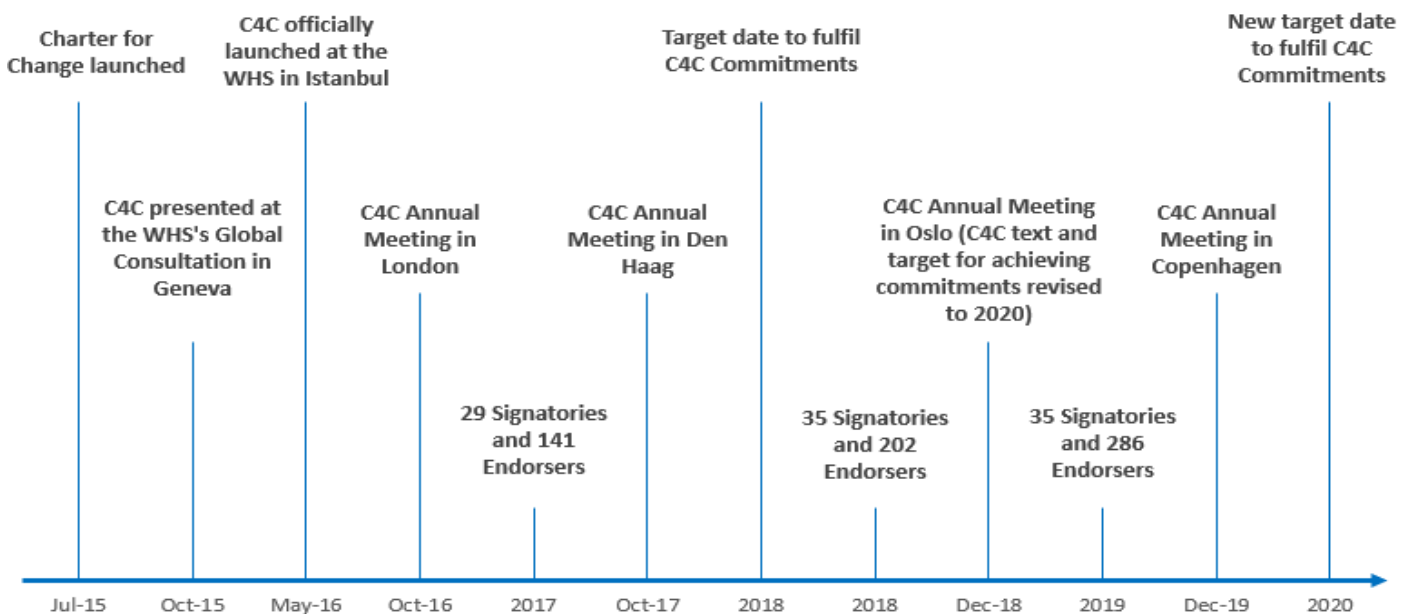 Charter for
Change launched
C4C officially
launched at the
WHS in Istanbul
Target date to fulfil
C4C Commitments
New target date
to fulfil C4C
Commitments
C4C presented at
the WHS's Global
Consultation in
Geneva
C4C Annual
Meeting in
London
C4C Annual
Meeting in Den
Haag
C4C Annual Meeting
in Oslo (C4C text and
target for achieving
commitments revised
to 2020)
C4C Annual
Meeting in
Copenhagen
29 Signatories
and 141
Endorsers
35 Signatories
and 202
Endorsers
35 Signatories
and 286
Endorsers
Jul-15
Oct-15
May-16
Oct-16
2017
Oct-17
2018
2018
Dec-18
2019
Dec-19
2020